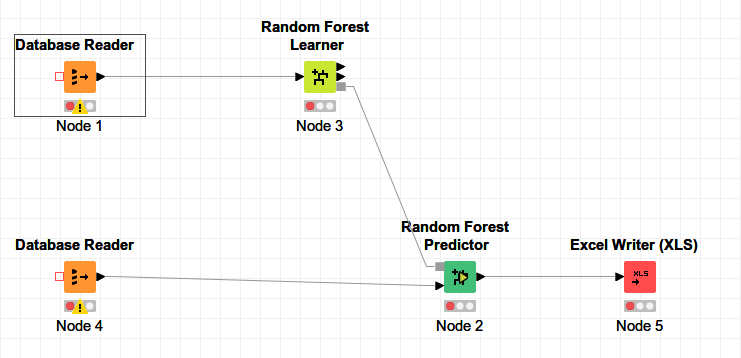 Database Reader
Node 1
Random Forest
Learner
Node 3
Database Reader
Node 4
Random Forest
Predictor
Node 2
Excel Writer (XLS)
XLS
Node 5